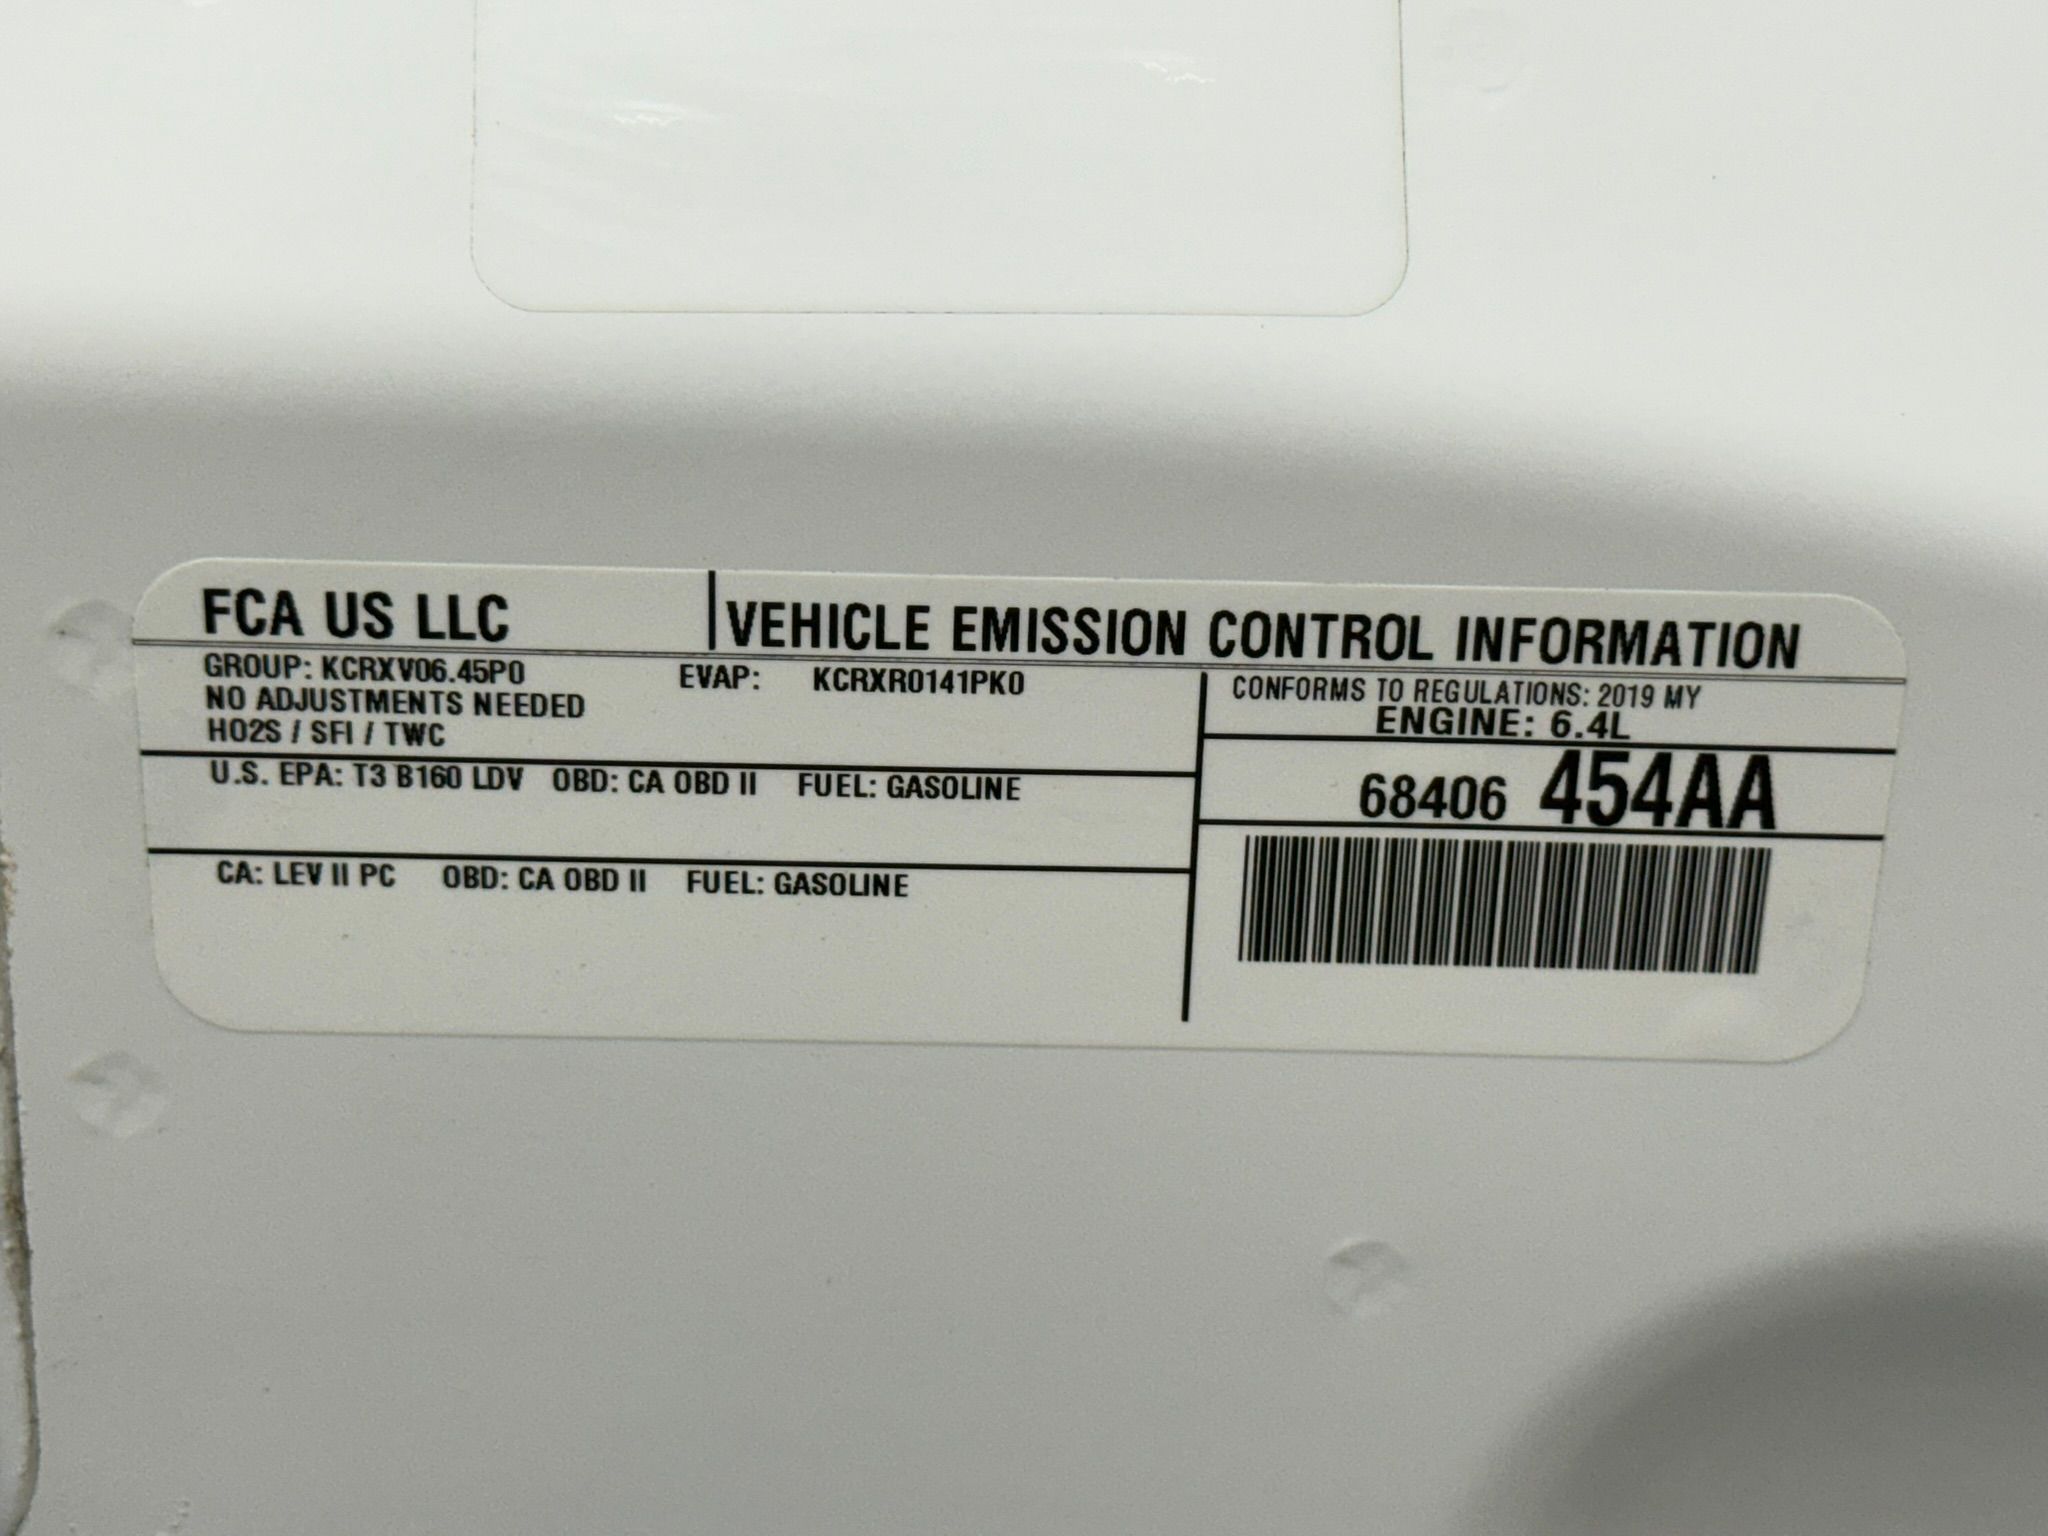 FCA US LLC VEHICLE EMISSION CONTROL INFORMATION
GROUP: KCRXV06.45P0 EVAP: KCRXR0141PK0
NO ADJUSTMENTS NEEDED
HO2S / SFI / TWC
CONFORMS TO REGULATIONS: 2019 MY
ENGINE: 6.4L
U.S. EPA: T3 B160 LDV OBD: CA OBD II FUEL: GASOLINE
68406 454AA
CA: LEV II PC OBD: CA OBD II FUEL: GASOLINE